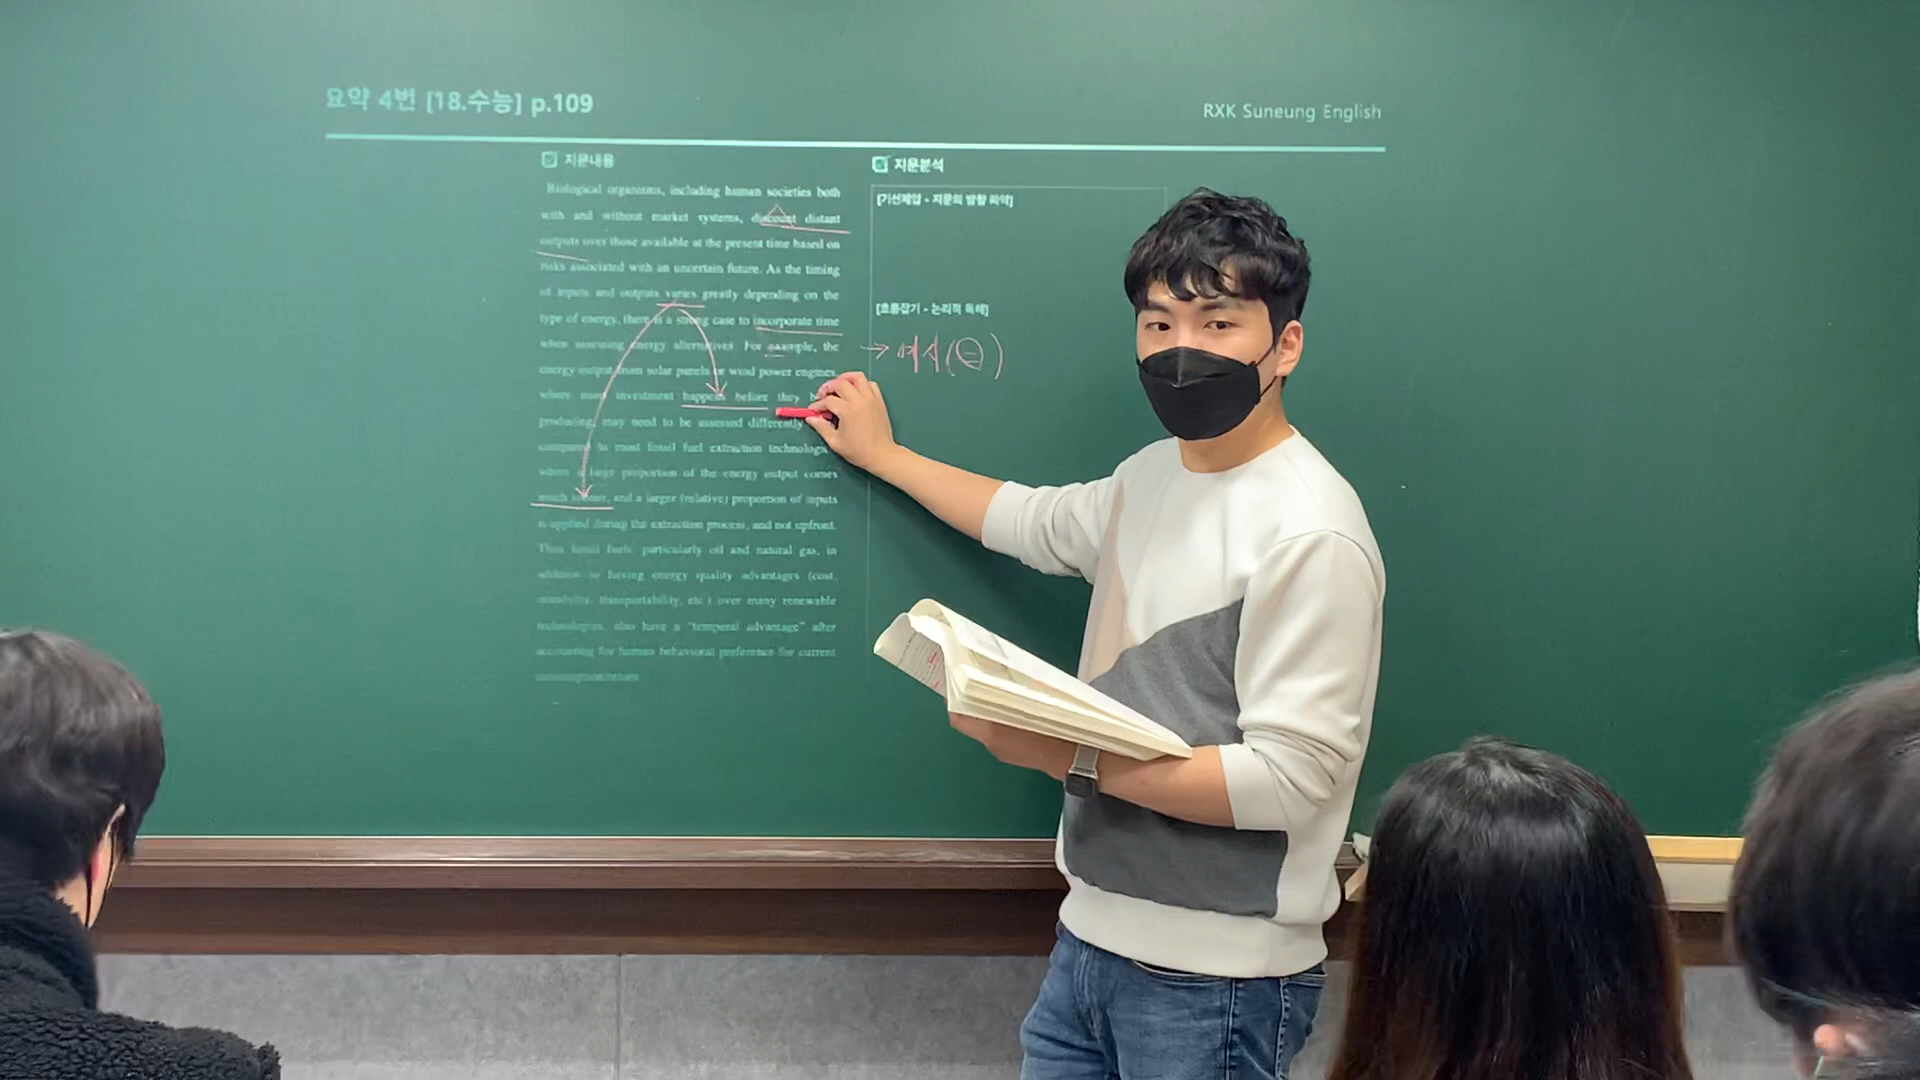 요약 4번 [18.수능] p.109
RXK Suneung English
지문내용
Biological organisms, including human societies both
with and without market systems, discount distant
outputs over those available at the present time based on
risks associated with an uncertain future. As the timing
of inputs and outputs varies greatly depending on the
type of energy, there is a strong case to incorporate time
when assessing energy alternatives. For example, the
energy output from solar panels or wind power engines,
where most investment happens before they
producing, may need to be assessed differently
compared to most fossil fuel extraction
where a large proportion of the energy output comes
much sooner, and a larger (relative) proportion of inputs
is applied during the extraction process, and not upfront.
Thus fossil fuels, particularly oil and natural gas, in
addition to having energy quality advantages (cost,
storability, transportability, etc.) over many renewable
technologies, also have a "temporal advantage" after
accounting for human behavioral preference for current
consumption/return
지문분석
[기선제압 - 지문의 방향 파악]
[흐름잡기 - 논리적 독해]
→ 예시(=)